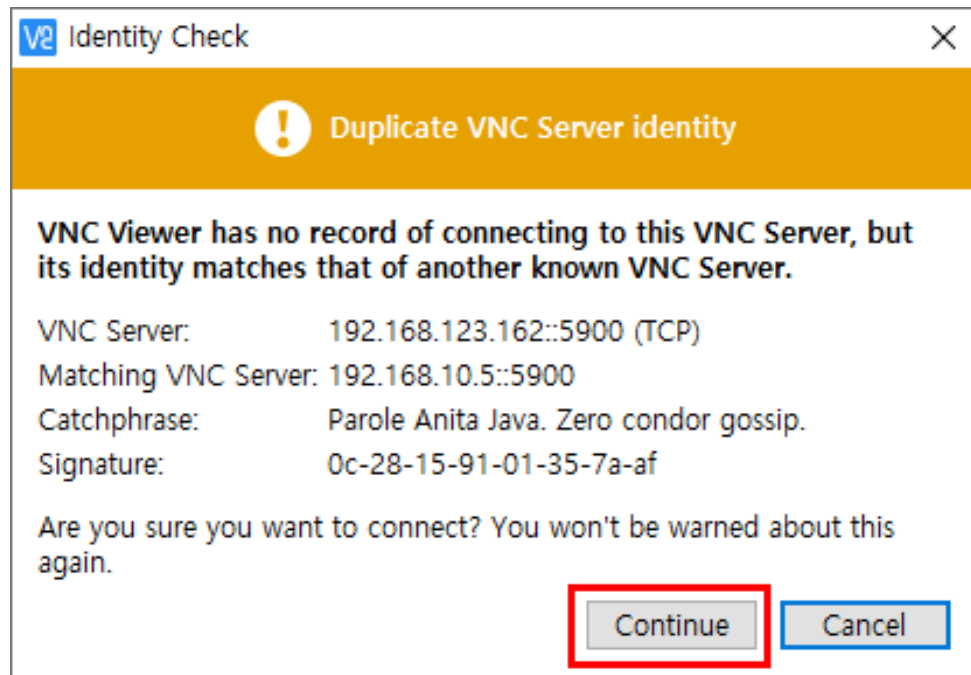 V2 Identity Check
Duplicate VNC Server identity
VNC Viewer has no record of connecting to this VNC Server, but
its identity matches that of another known VNC Server.
VNC Server: 192.168.123.162::5900 (TCP)
Matching VNC Server: 192.168.10.5::5900
Catchphrase: Parole Anita Java. Zero condor gossip.
Signature: 0c-28-15-91-01-35-7a-af
Are you sure you want to connect? You won't be warned about this
again.
Continue Cancel